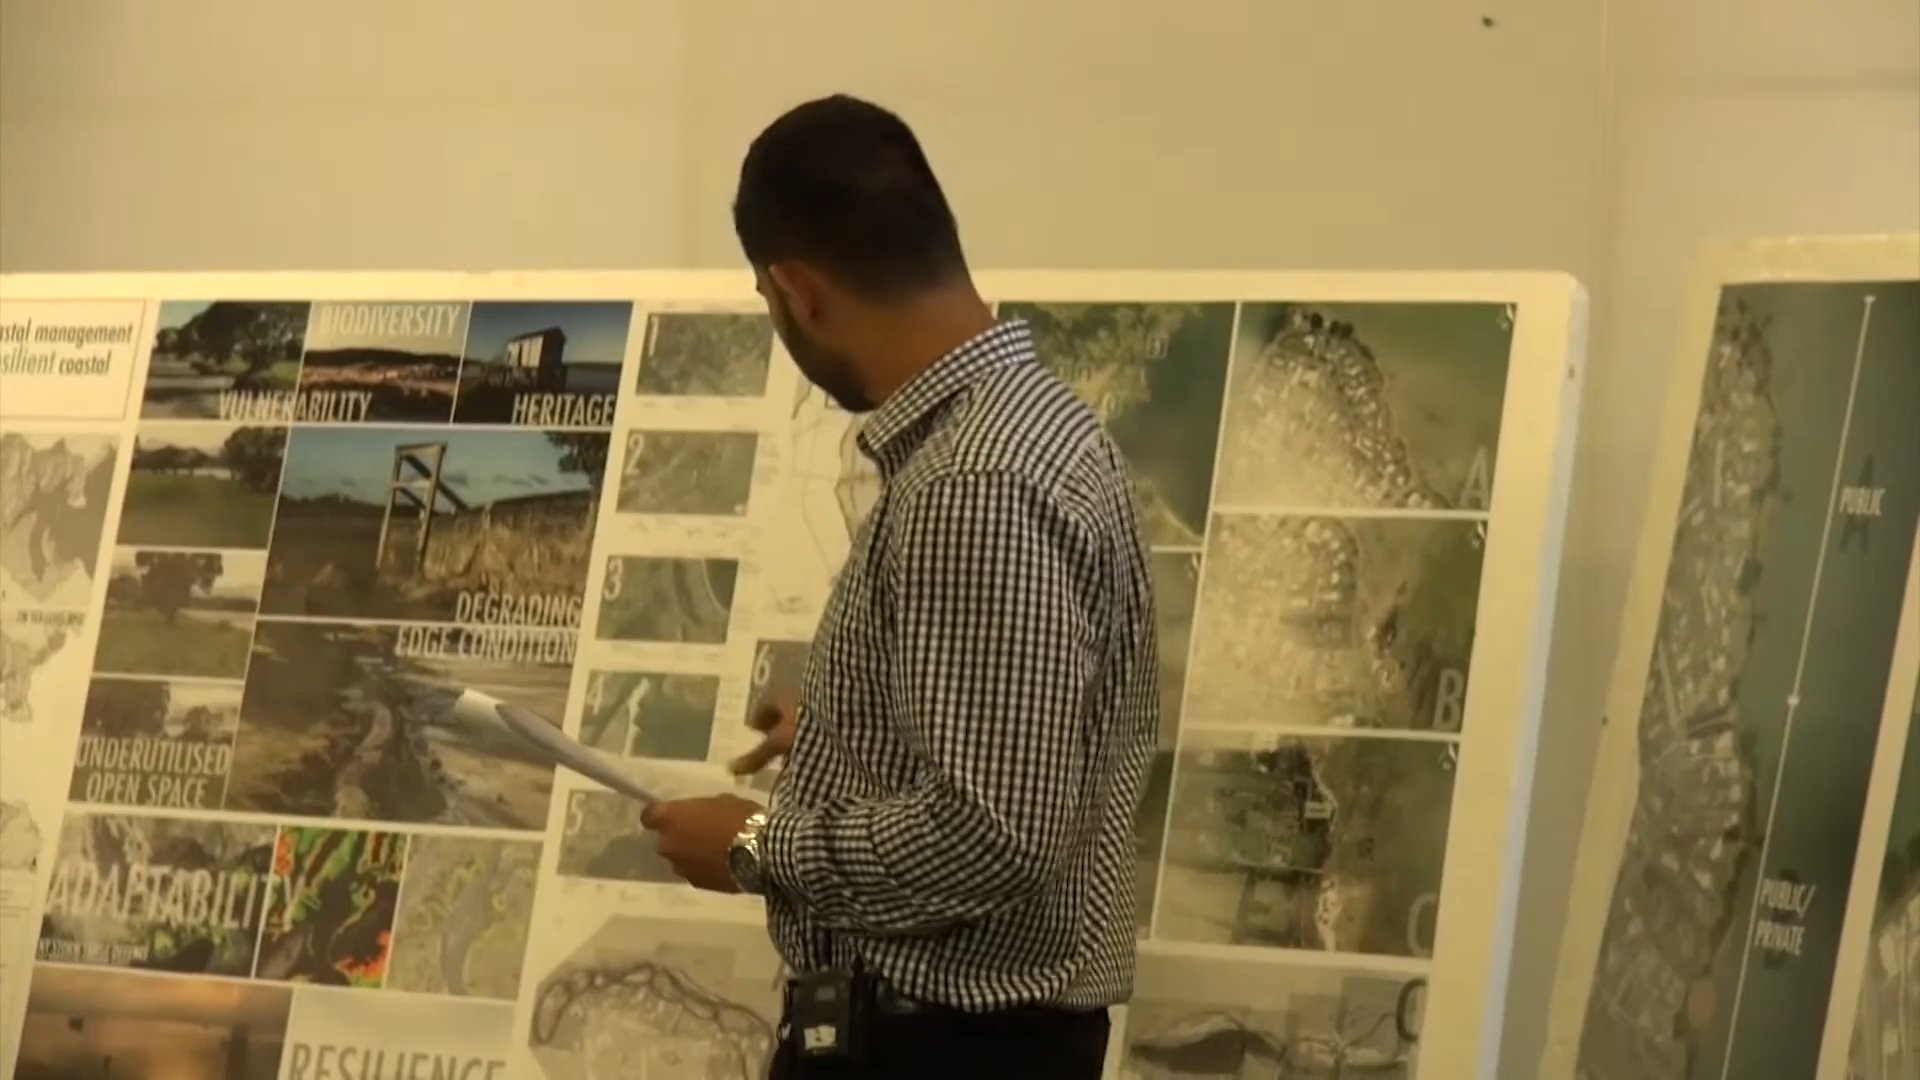 astal management
silient coastal
BIODIVERSITY
VULNERABILITY
HERITAGE
DEGRADING
EDGE CONDITION
UNDERUTILISED
OPEN SPACE
ADAPTABILITY
RESILIENCE
1
2
3
4
5
6
A
B
C
PUBLIC
A
PUBLIC/
PRIVATE